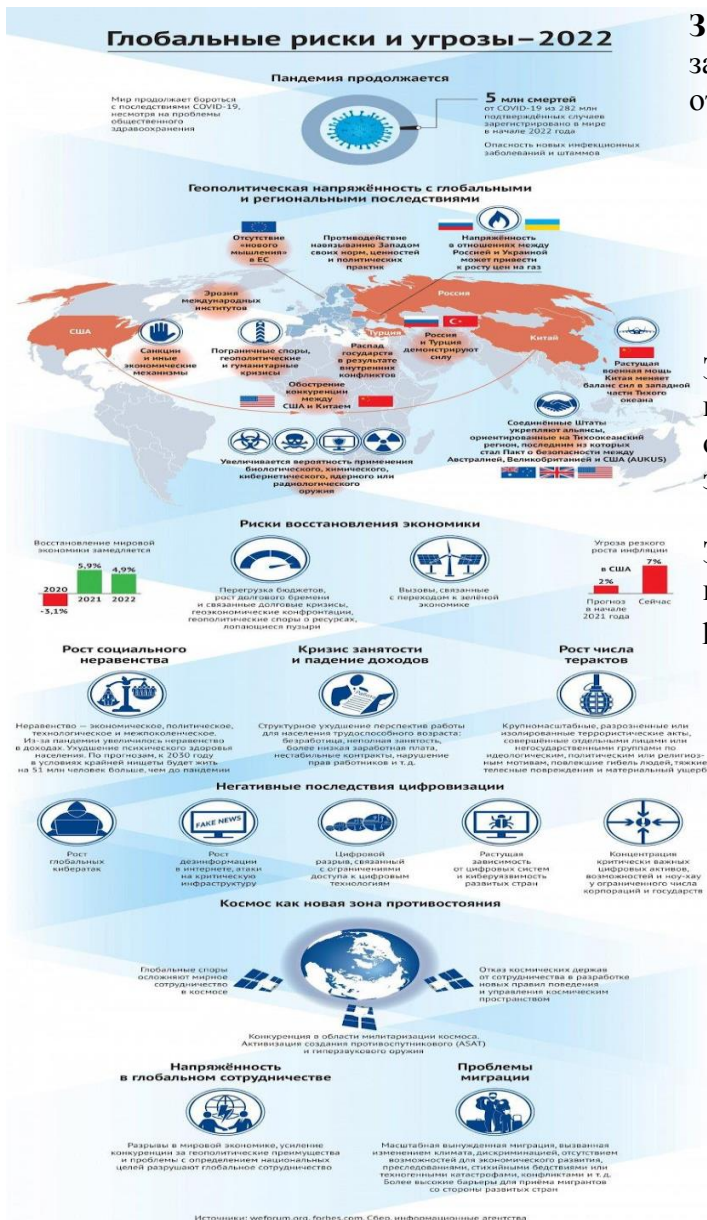 Глобальные риски и угрозы–2022
Пандемия продолжается
Мир продолжает бороться
с последствиями COVID-19,
несмотря на проблемы
общественного
здравоохранения
5 млн смертей
от COVID-19 из 282 млн
подтверждённых случаев
зарегистрировано в мире
в начале 2022 года
Опасность новых инфекционных
заболеваний и штаммов
Геополитическая напряжённость с глобальными
и региональными последствиями
Отсутствие
«нового
мышления»
в ЕС
Противодействие
навязыванию Западом
своих норм, ценностей
и политических
практик
Напряжённость
в отношениях между
Россией и Украиной
может привести
к росту цен на газ
Эрозия
международных
институтов
Россия
США
Турция
Китай
Санкции
и иные
экономические
механизмы
Пограничные споры,
геополитические
и гуманитарные
кризисы
Распад
государств
в результате
внутренних
конфликтов
Россия
и Турция
демонстрируют
силу
Растущая
военная мощь
Китая меняет
баланс сил в западной
части Тихого
океана
Обострение
конкуренции
между
США и Китаем
Соединённые Штаты
укрепляют альянсы,
ориентированные на Тихоокеанский
регион, последним из которых
стал Пакт о безопасности между
Австралией, Великобританией и США (AUKUS)
Увеличивается вероятность применения
биологического, химического,
кибернетического, ядерного или
радиологического
оружия
Риски восстановления экономики
Восстановление мировой
экономики замедляется
5,9%
4,9%
2020
-3,1%
2021
2022
Перегрузка бюджетов,
рост долгового бремени
и связанные долговые кризисы,
геоэкономические конфронтации,
геополитические споры о ресурсах,
лопающиеся пузыри
Вызовы, связанные
с переходом к зелёной
экономике
Угроза резкого
роста инфляции
в США
7%
2%
Прогноз
в начале
2021 года
Сейчас
Рост социального
неравенства
Неравенство – экономическое, политическое,
технологическое и межпоколенческое.
Из-за пандемии увеличилось неравенство
в доходах. Ухудшение психического здоровья
населения. По прогнозам, к 2030 году
в условиях крайней нищеты будет жить
на 51 млн человек больше, чем до пандемии
Кризис занятости
и падение доходов
Структурное ухудшение перспектив работы
для населения трудоспособного возраста:
безработица, неполная занятость,
более низкая заработная плата,
нестабильные контракты, нарушение
прав работников и т.д.
Рост числа
терактов
Крупномасштабные, разрозненные или
изолированные террористические акты,
совершённые отдельными лицами или
негосударственными группами по
идеологическим, политическим или религиоз-
ным мотивам, повлекшие гибель людей, тяжкие
телесные повреждения и материальный ущерб
Негативные последствия цифровизации
FAKE NEWS
Рост
глобальных
кибератак
Рост
дезинформации
в интернете, атаки
на критическую
инфраструктуру
Цифровой
разрыв, связанный
с ограничениями
доступа к цифровым
технологиям
Растущая
зависимость
от цифровых систем
и киберуязвимость
развитых стран
Концентрация
критически важных
цифровых активов,
возможностей и ноу-хау
у ограниченного числа
корпораций и государств
Космос как новая зона противостояния
Глобальные споры
осложняют мирное
сотрудничество
в космосе
Отказ космических держав
от сотрудничества в разработке
новых правил поведения
и управления космическим
пространством
Конкуренция в области милитаризации космоса.
Активизация создания противоспутникового (ASAT)
и гиперзвукового оружия
Напряжённость
в глобальном сотрудничестве
Разрывы в мировой экономике, усиление
конкуренции за геополитические преимущества
и проблемы с определением национальных
целей разрушают глобальное сотрудничество
Проблемы
миграции
Масштабная вынужденная миграция, вызванная
изменением климата, дискриминацией, отсутствием
возможностей для экономического развития,
преследованиями, стихийными бедствиями или
техногенными катастрофами, конфликтами и т.д.
Более высокие барьеры для приёма мигрантов
со стороны развитых стран
Источники: weforum.org, forbes.com, Сбер, информационные агентства